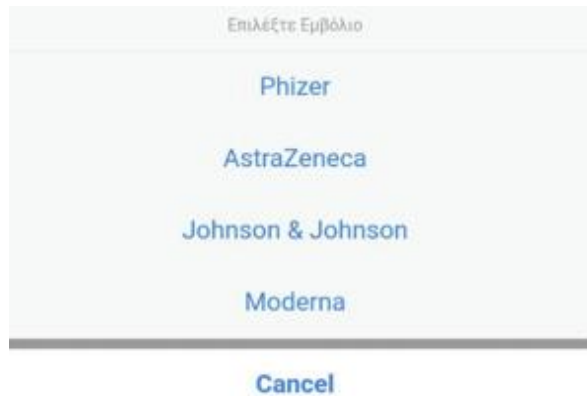 Επιλέξτε Εμβόλιο
Phizer
AstraZeneca
Johnson & Johnson
Moderna
Cancel